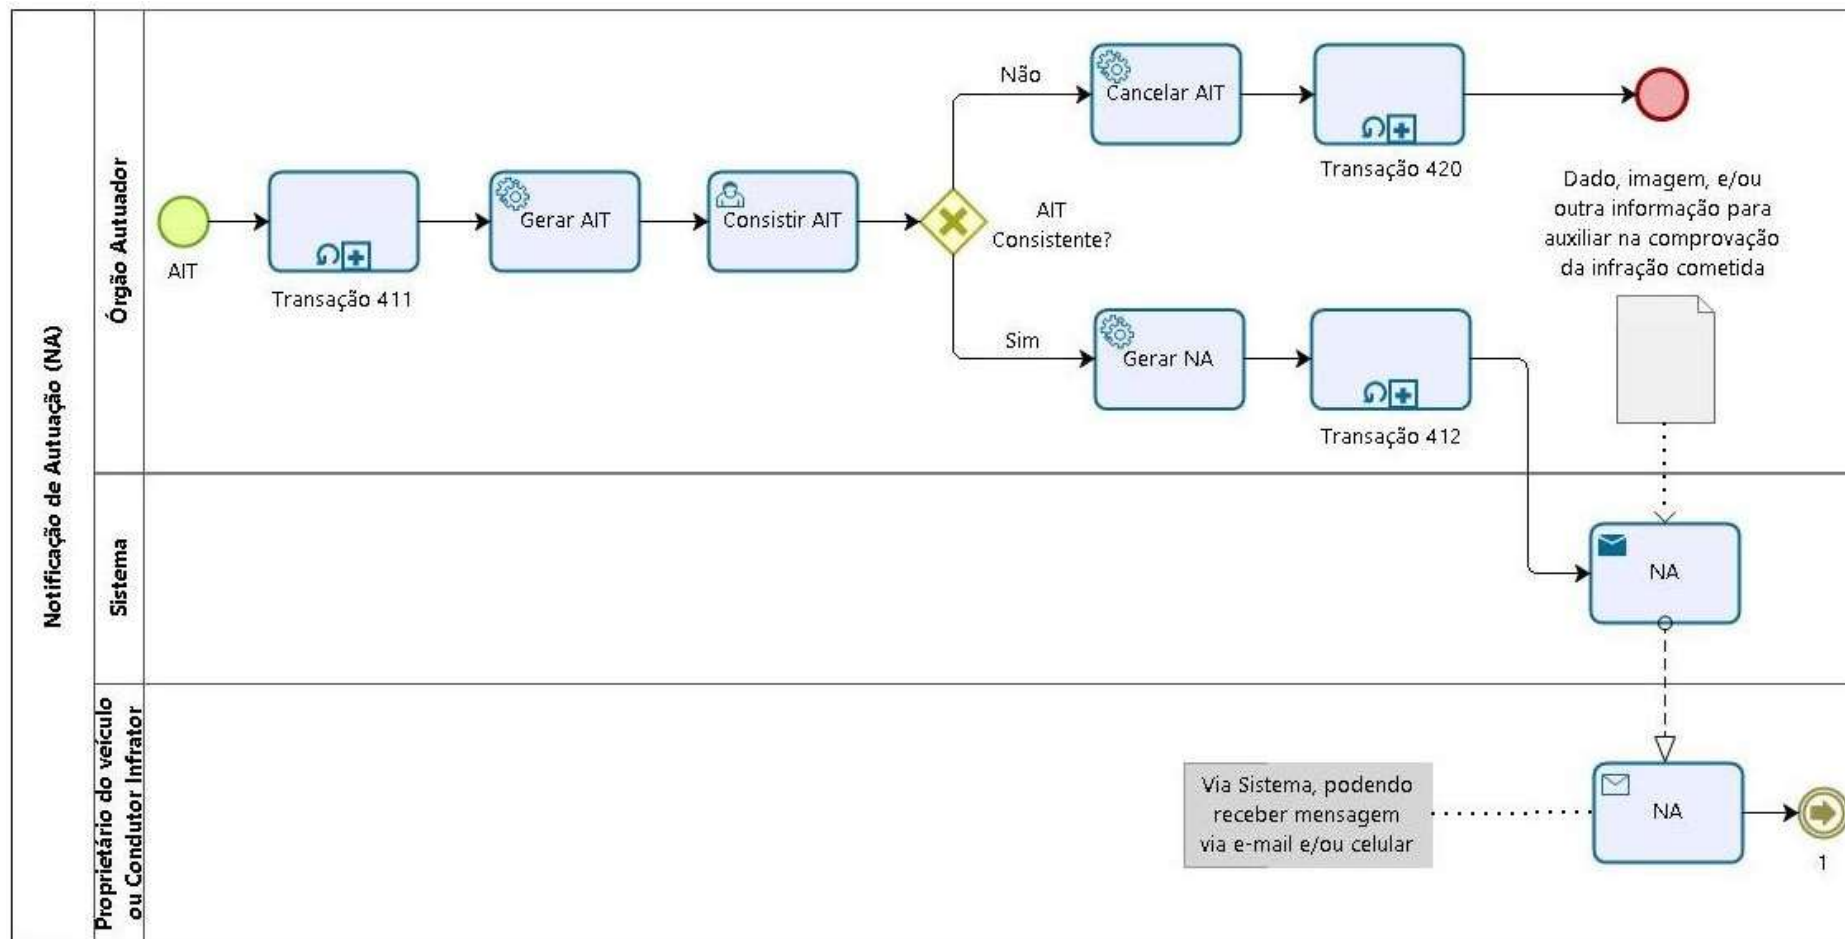 Notificação de Autuação (NA)
Órgão Autuador
AIT
Transação 411
Gerar AIT
Consistir AIT
AIT
Consistente?
Não
Cancelar AIT
Transação 420
Sim
Gerar NA
Transação 412
Dado, imagem, e/ou
outra informação para
auxiliar na comprovação
da infração cometida
Sistema
NA
Proprietário do veículo
ou Condutor Infrator
Via Sistema, podendo
receber mensagem
via e-mail e/ou celular
NA
1